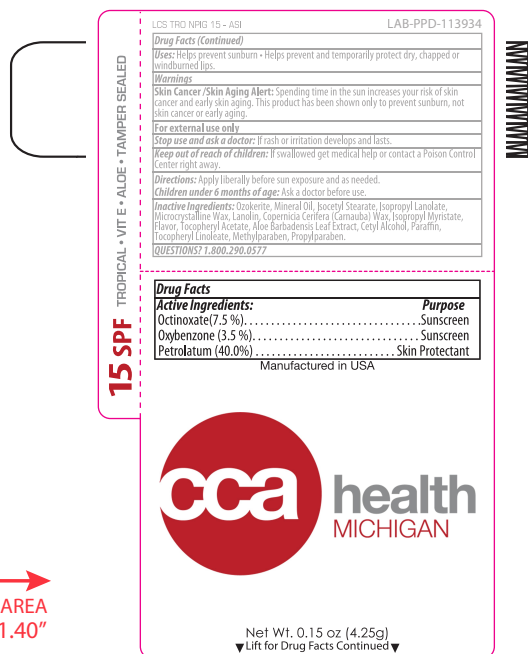 LCS TRO NPIG 15 - ASI
LAB-PPD-113934
Drug Facts (Continued)
Uses: Helps prevent sunburn • Helps prevent and temporarily protect dry, chapped or
windburned lips.
Warnings
Skin Cancer /Skin Aging Alert: Spending time in the sun increases your risk of skin
cancer and early skin aging. This product has been shown only to prevent sunburn, not
skin cancer or early aging.
For external use only
Stop use and ask a doctor: If rash or irritation develops and lasts.
Keep out of reach of children: If swallowed get medical help or contact a Poison Control
Center right away.
Directions: Apply liberally before sun exposure and as needed.
Children under 6 months of age: Ask a doctor before use.
Inactive Ingredients: Ozokerite, Mineral Oil, Isocetyl Stearate, Isopropyl Lanolate,
Microcrystalline Wax, Lanolin, Copernicia Cerifera (Carnauba) Wax, Isopropyl Myristate,
Flavor, Tocopheryl Acetate, Aloe Barbadensis Leaf Extract, Cetyl Alcohol, Paraffin,
Tocopheryl Linoleate, Methylparaben, Propylparaben.
QUESTIONS? 1.800.290.0577
15 SPF TROPICAL • VIT E • ALOE • TAMPER SEALED
Drug Facts
Active Ingredients: Purpose
Octinoxate(7.5 %)................................Sunscreen
Oxybenzone (3.5 %)...............................Sunscreen
Petrolatum (40.0%) ..........................Skin Protectant
Manufactured in USA
cca health
MICHIGAN
AREA
1.40"
Net Wt. 0.15 oz (4.25g)
▼Lift for Drug Facts Continued▼